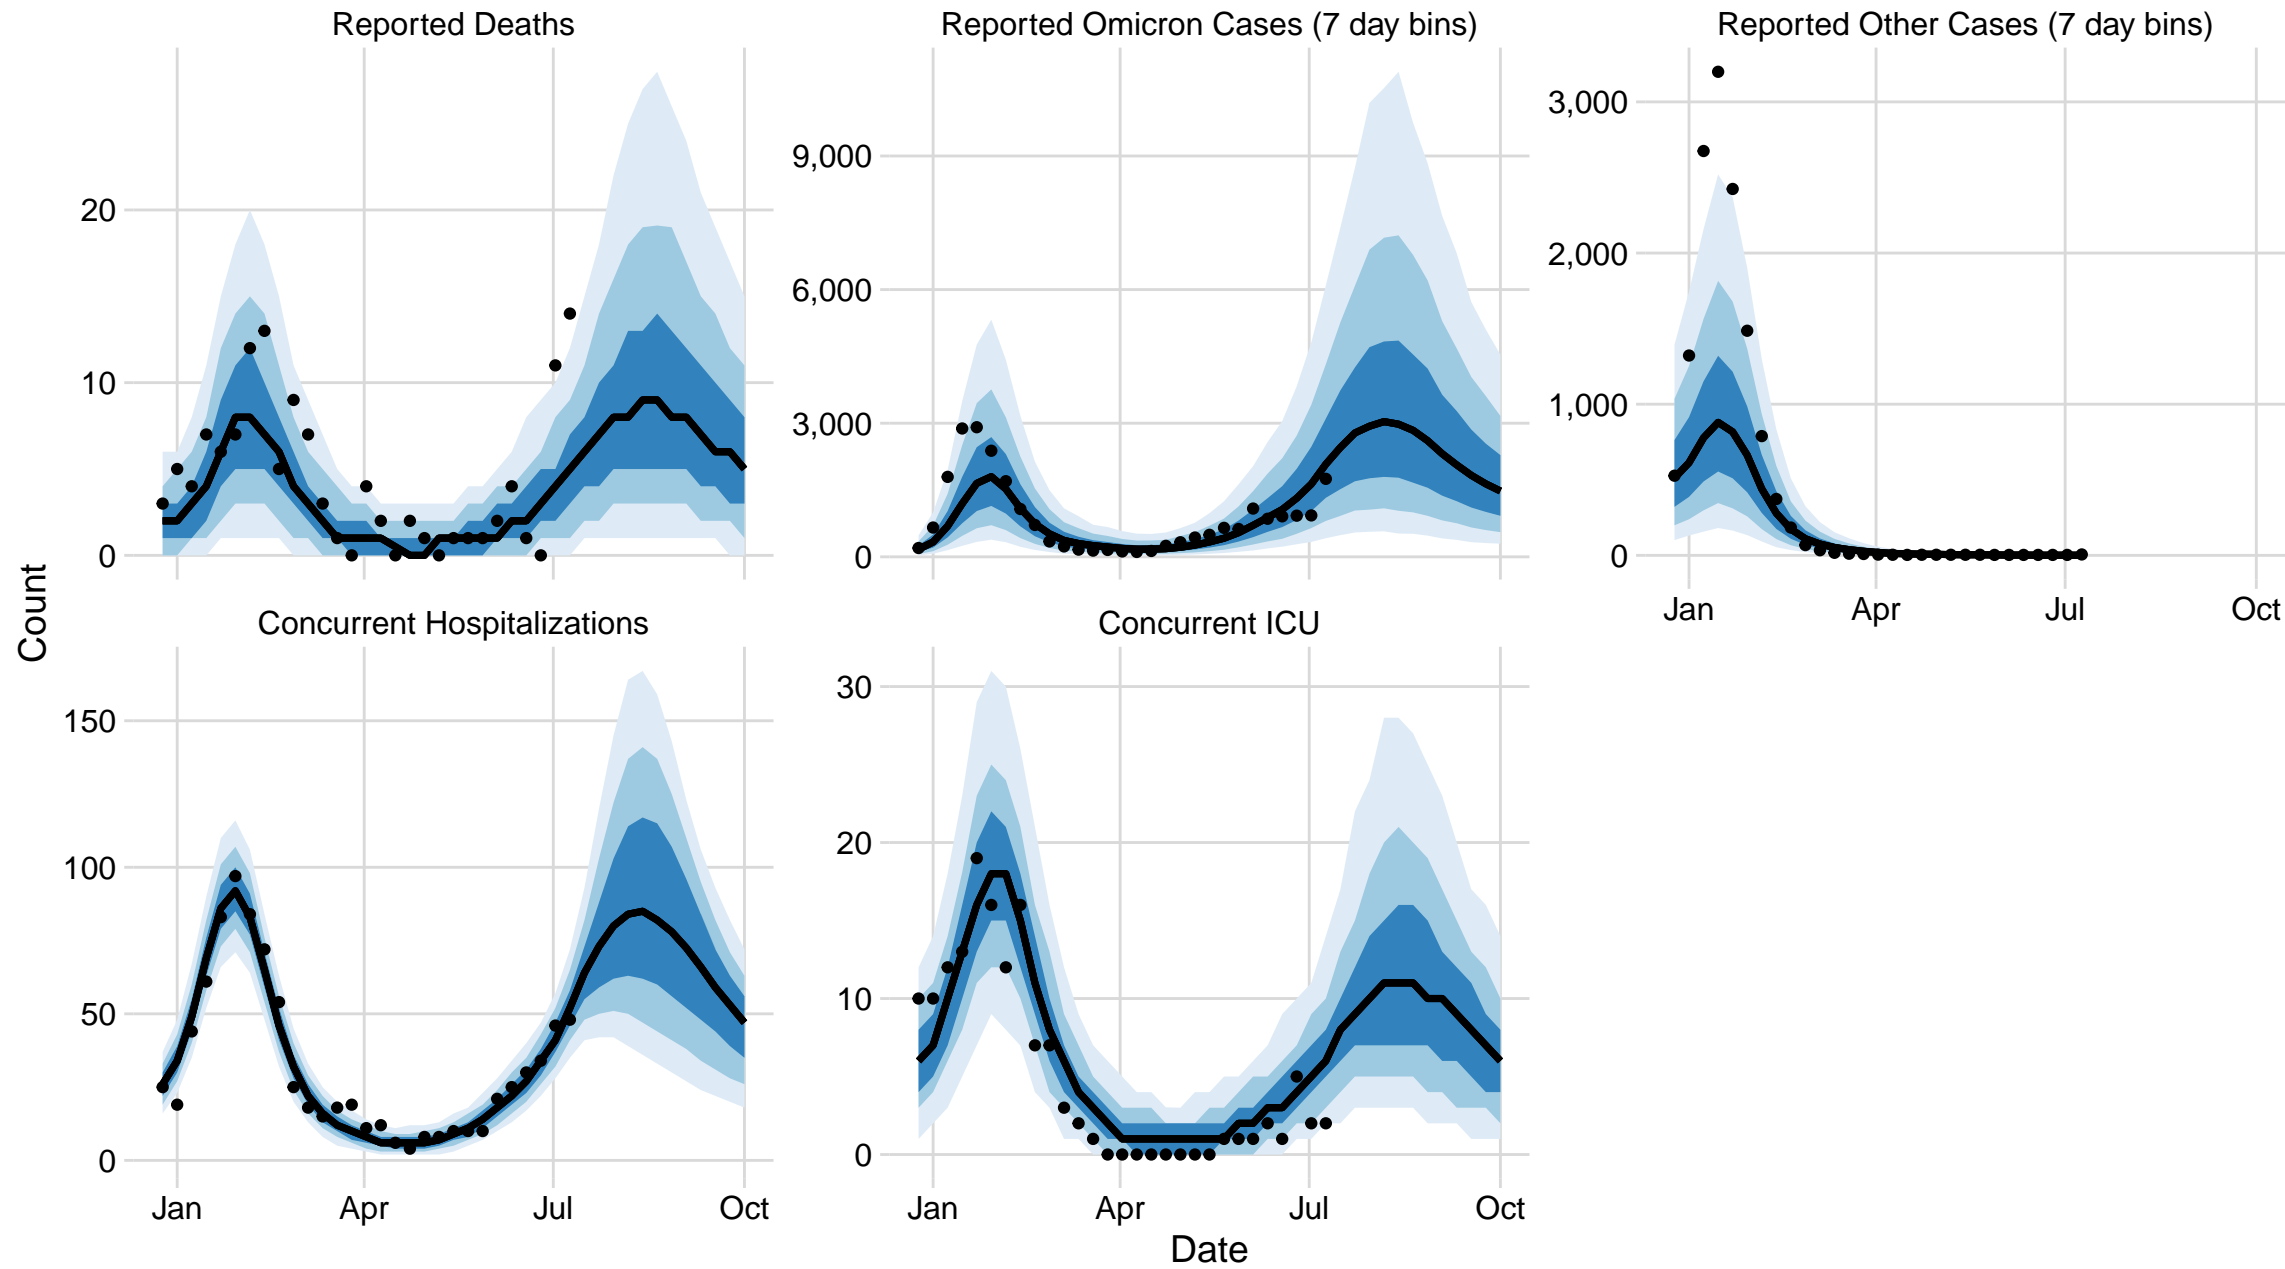 Reported Deaths
Reported Omicron Cases (7 day bins)
Reported Other Cases (7 day bins)
Count
20
10
0
9,000
6,000
3,000
0
3,000
2,000
1,000
0
Jan Apr Jul Oct
Concurrent Hospitalizations
Concurrent ICU
150
100
50
0
Jan Apr Jul Oct
30
20
10
0
Jan Apr Jul Oct
Date